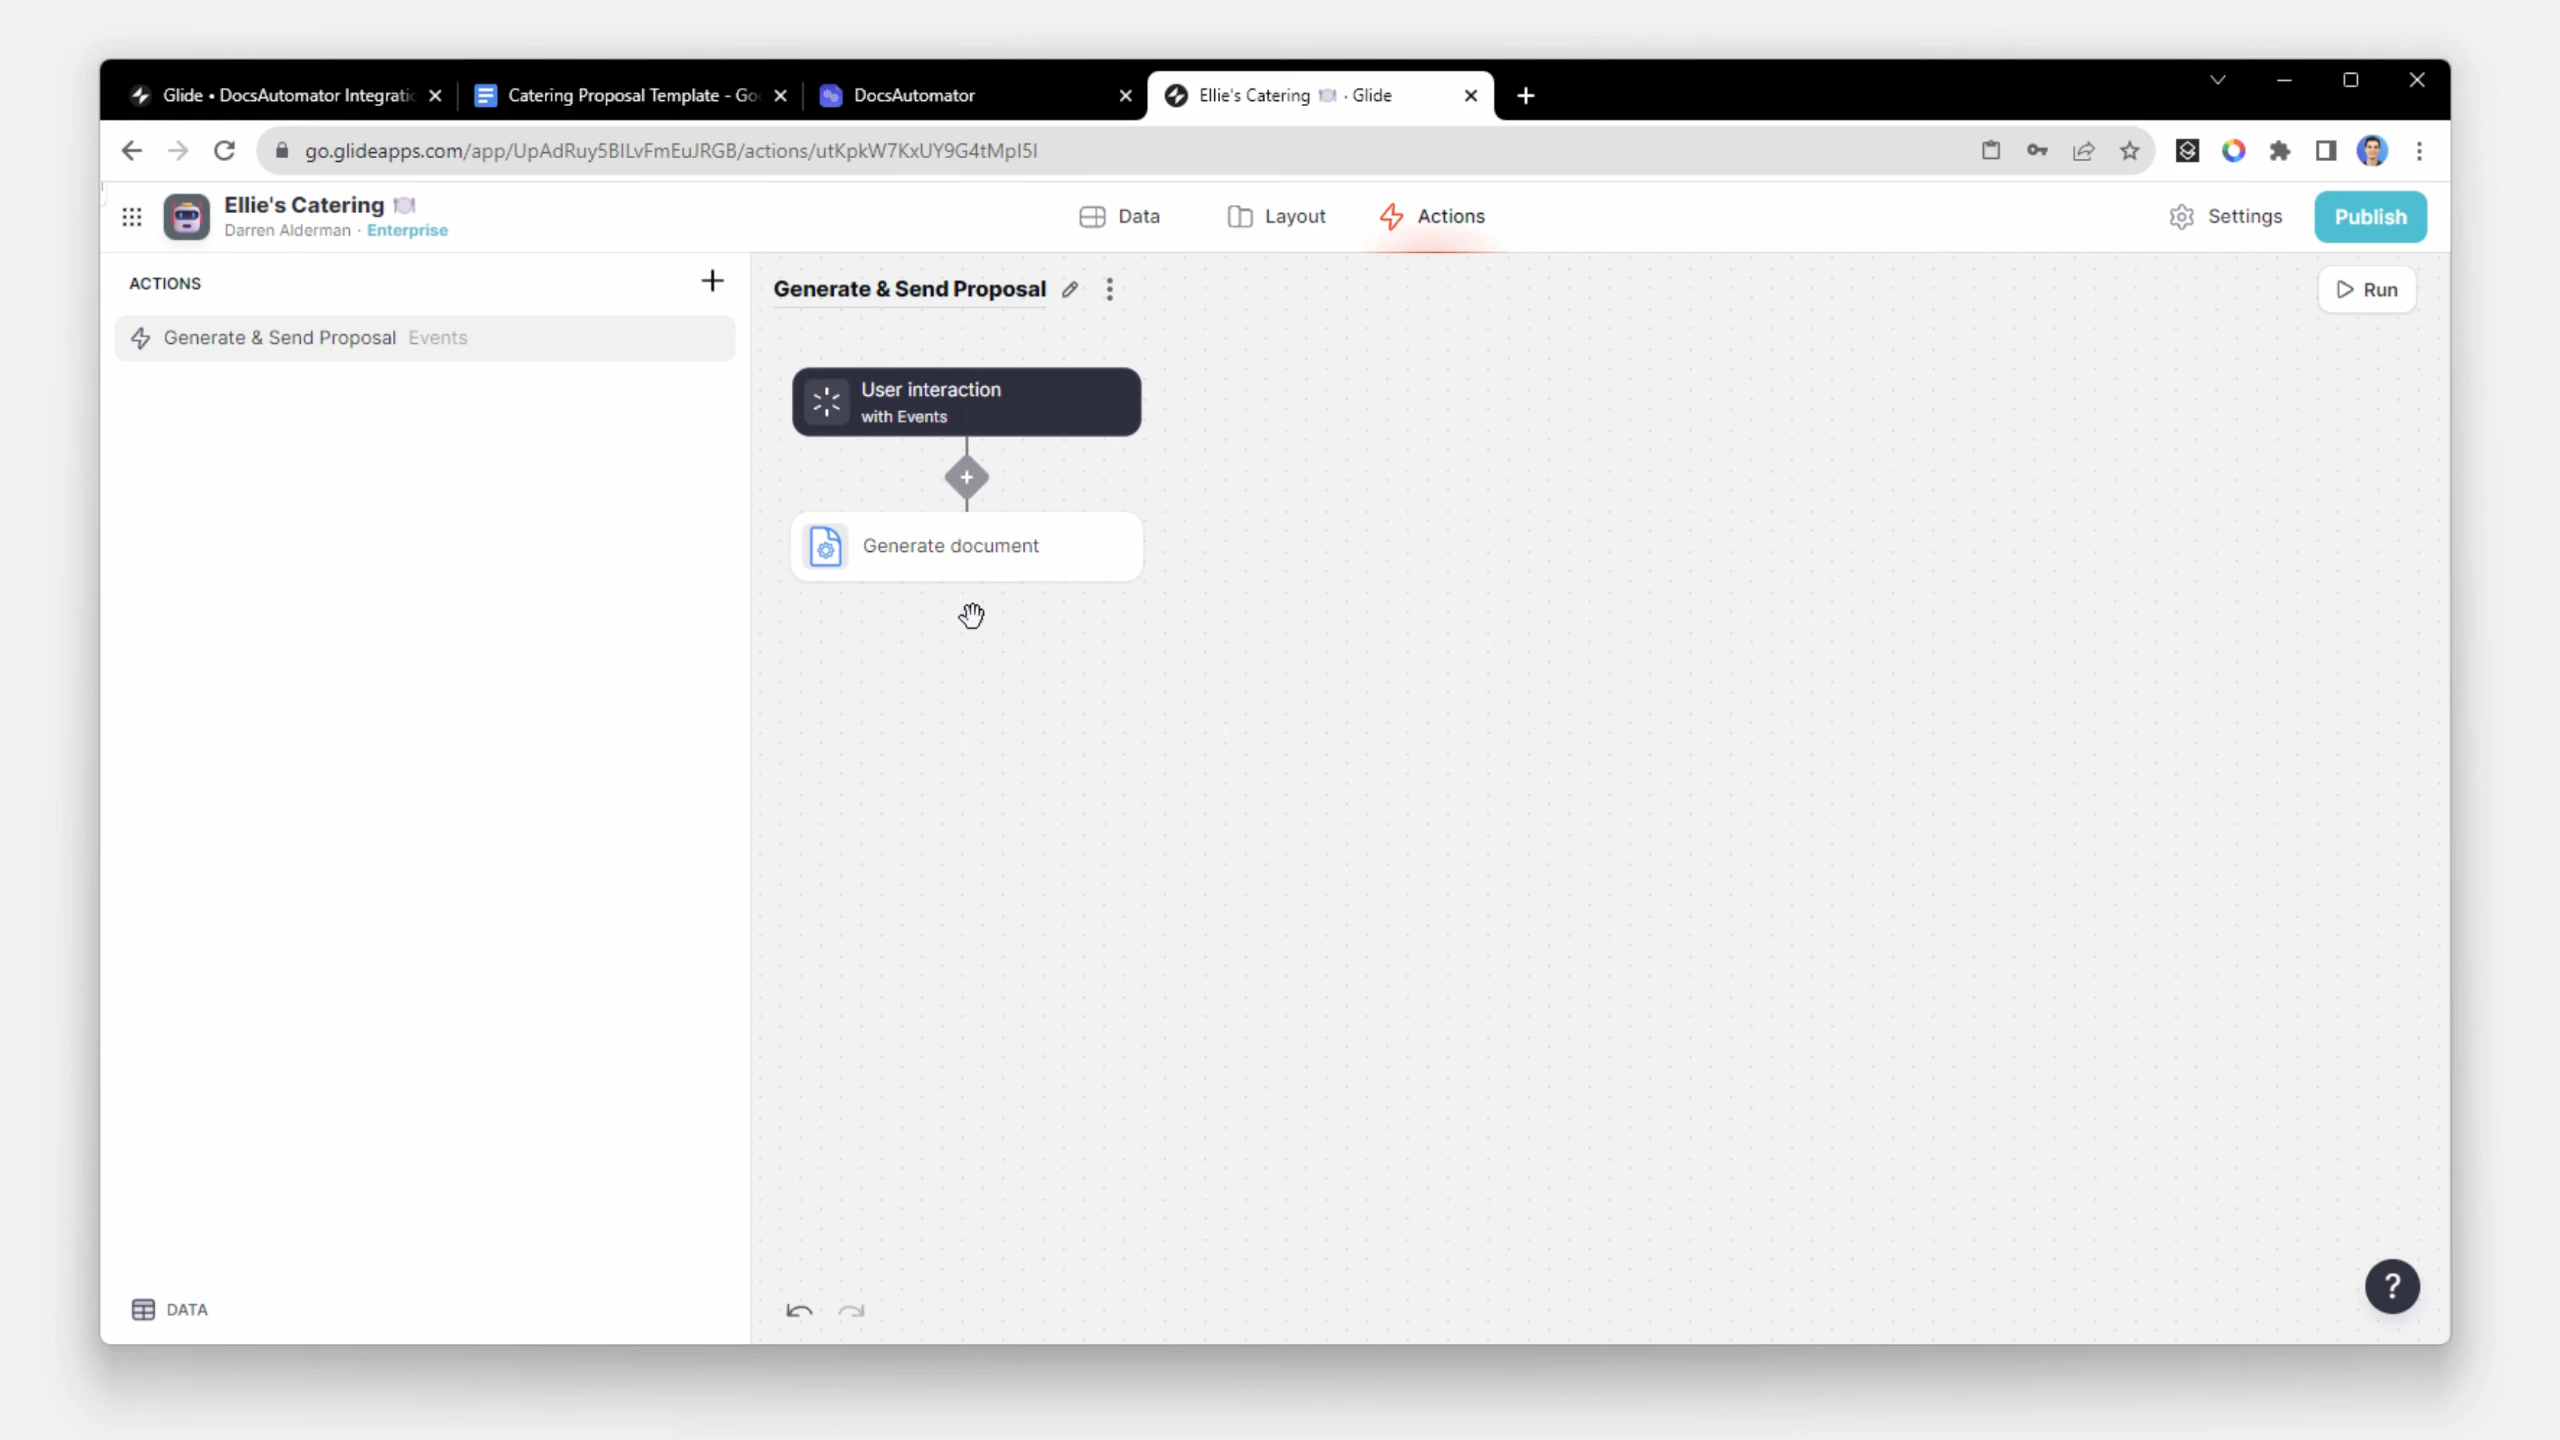 Glide • DocsAutomator Integratic
Catering Proposal Template - Goo
DocsAutomator
Ellie's Catering 🍽️ · Glide
go.glideapps.com/app/UpAdRuy5BILvFmEuJRGB/actions/utKpkW7KxUY9G4tMpI5I
Ellie's Catering 🍽️
Darren Alderman · Enterprise
Data
Layout
Actions
Settings
Publish
ACTIONS
+
Generate & Send Proposal Events
Generate & Send Proposal
Run
User interaction
with Events
+
Generate document
DATA
?